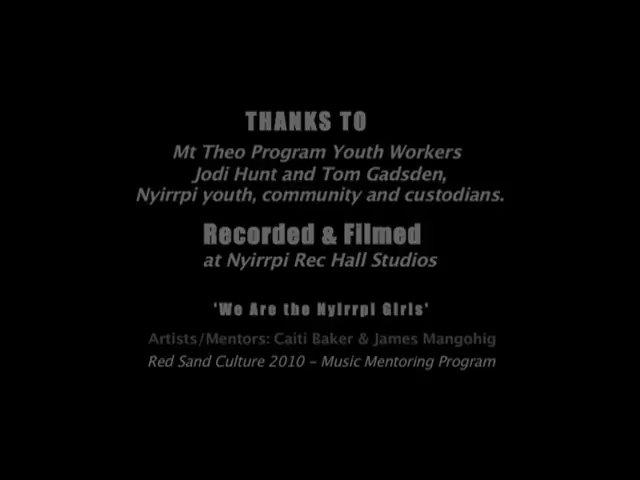 THANKS TO
Mt Theo Program Youth Workers
Jodi Hunt and Tom Gadsden,
Nyirrpi youth, community and custodians.
Recorded & Filmed
at Nyirrpi Rec Hall Studios
'We Are the Nyirrpi Girls'
Artists/Mentors: Caiti Baker & James Mangohig
Red Sand Culture 2010 - Music Mentoring Program